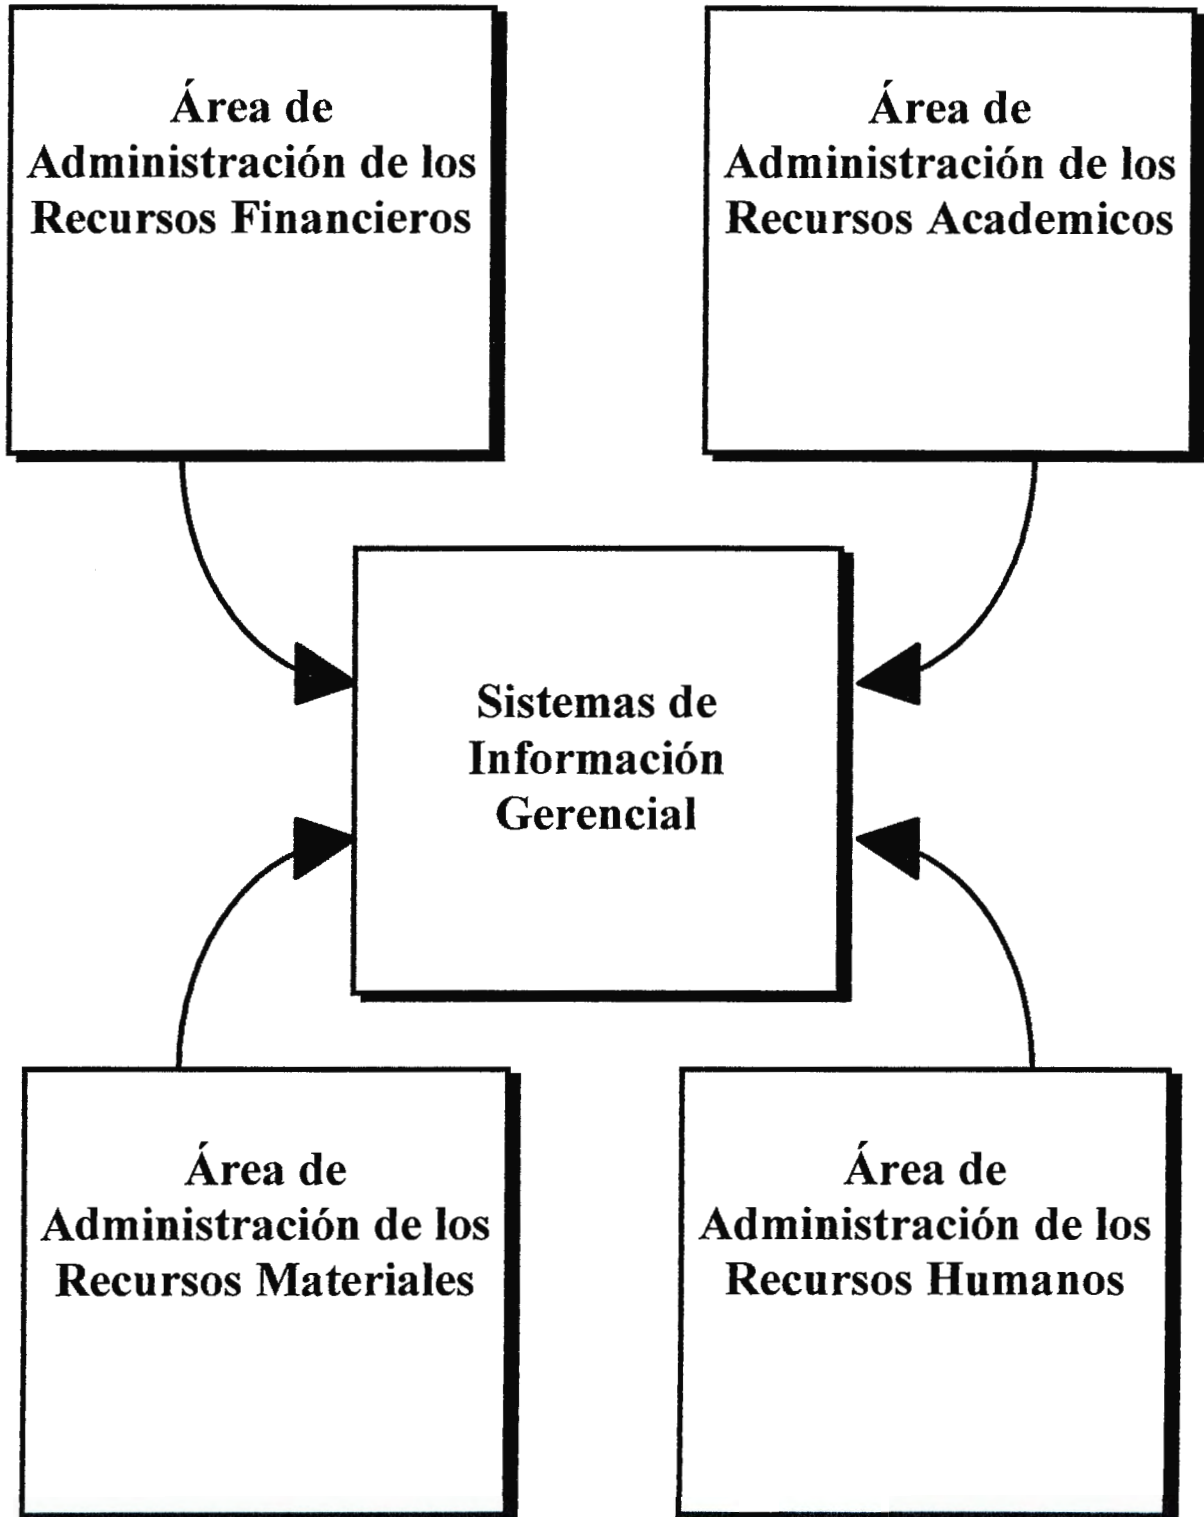 Área de
Administración de los
Recursos Financieros
Área de
Administración de los
Recursos Academicos
Sistemas de
Información
Gerencial
Área de
Administración de los
Recursos Materiales
Área de
Administración de los
Recursos Humanos